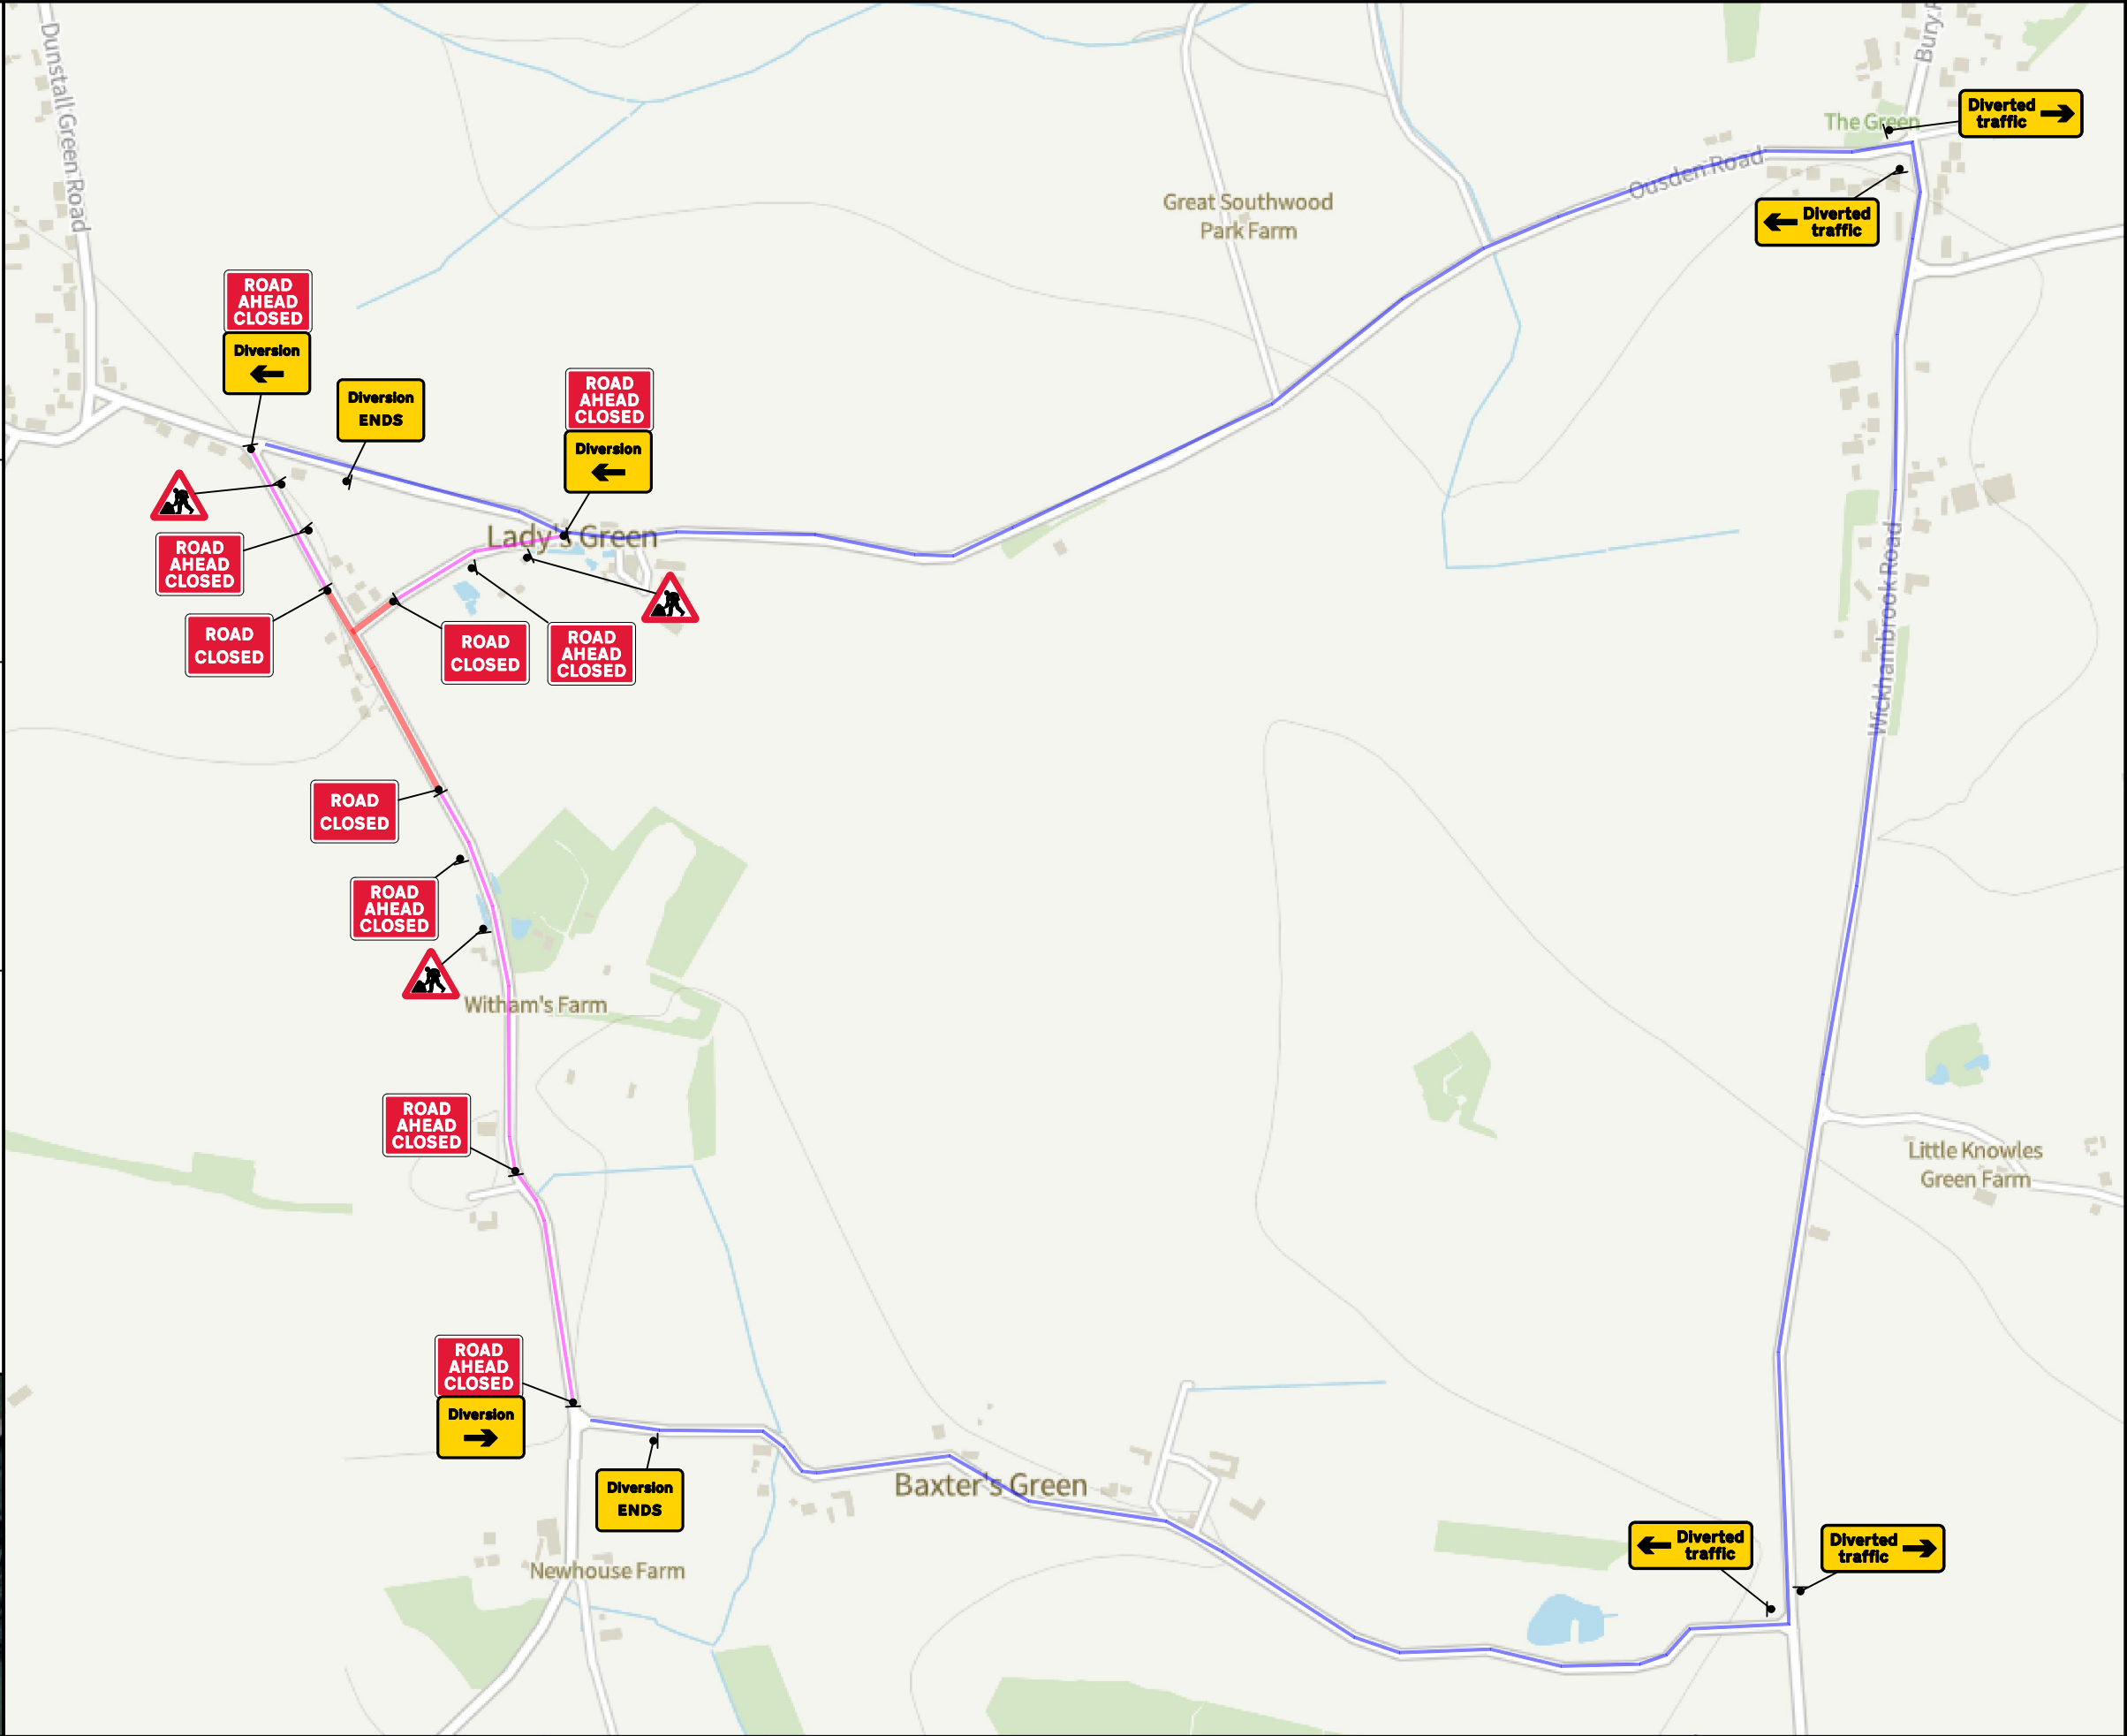 Dunstall Green Road
Bury
The Green
Diverted
traffic
Ousden Road
Diverted
traffic
Great Southwood
Park Farm
ROAD
AHEAD
CLOSED
Diversion
Diversion
ENDS
ROAD
AHEAD
CLOSED
Diversion
Lady's Green
ROAD
AHEAD
CLOSED
ROAD
CLOSED
ROAD
CLOSED
ROAD
AHEAD
CLOSED
Wickhambrook Road
ROAD
CLOSED
ROAD
AHEAD
CLOSED
Witham's Farm
ROAD
AHEAD
CLOSED
Little Knowles
Green Farm
ROAD
AHEAD
CLOSED
Diversion
Diversion
ENDS
Baxter's Green
Newhouse Farm
Diverted
traffic
Diverted
traffic